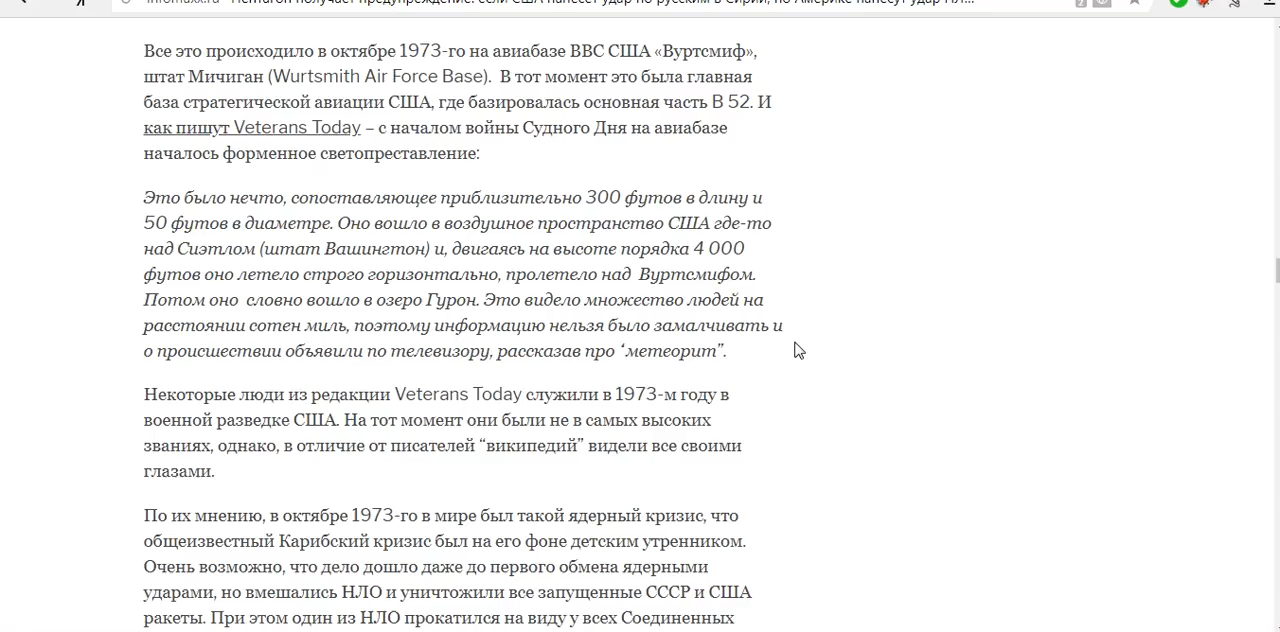 Все это происходило в октябре 1973-го на авиабазе ВВС США «Вуртсмиф»,
штат Мичиган (Wurtsmith Air Force Base). В тот момент это была главная
база стратегической авиации США, где базировалась основная часть B 52. И
как пишут Veterans Today – с началом войны Судного Дня на авиабазе
началось форменное светопреставление:
Это было нечто, сопоставляющее приблизительно 300 футов в длину и
50 футов в диаметре. Оно вошло в воздушное пространство США где-то
над Сиэтлом (штат Вашингтон) и, двигаясь на высоте порядка 4 000
футов оно летело строго горизонтально, пролетело над Вуртсмифом.
Потом оно словно вошло в озеро Гурон. Это видело множество людей на
расстоянии сотен миль, поэтому информацию нельзя было замалчивать и
о происшествии объявили по телевизору, рассказав про ‘метеорит”.
Некоторые люди из редакции Veterans Today служили в 1973-м году в
военной разведке США. На тот момент они были не в самых высоких
званиях, однако, в отличие от писателей “википедий” видели все своими
глазами.
По их мнению, в октябре 1973-го в мире был такой ядерный кризис, что
общеизвестный Карибский кризис был на его фоне детским утренником.
Очень возможно, что дело дошло даже до первого обмена ядерными
ударами, но вмешались НЛО и уничтожили все запущенные СССР и США
ракеты. При этом один из НЛО прокатился на виду у всех Соединенных